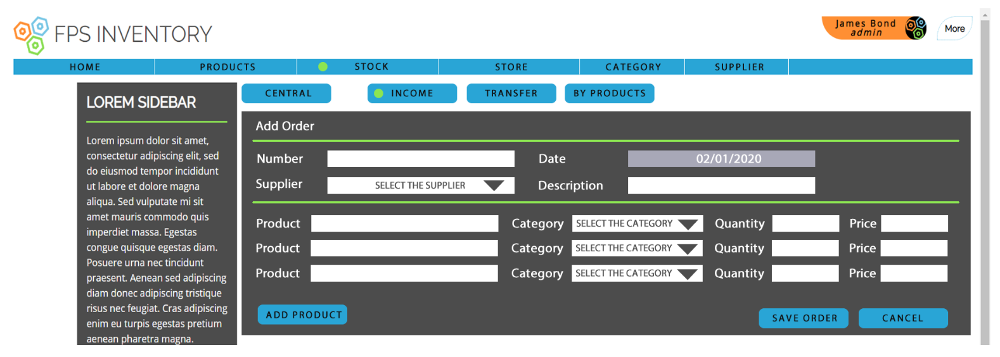 FPS INVENTORY
James Bond
admin
More
HOME PRODUCTS STOCK STORE CATEGORY SUPPLIER
CENTRAL INCOME TRANSFER BY PRODUCTS
LOREM SIDEBAR
Lorem ipsum dolor sit amet,
consectetur adipiscing elit, sed
do eiusmod tempor incididunt
ut labore et dolore magna
aliqua. Sed vulputate mi sit
amet mauris commodo quis
imperdiet massa. Egestas
congue quisque egestas diam.
Posuere urna nec tincidunt
praesent. Aenean sed adipiscing
diam donec adipiscing tristique
risus nec feugiat. Cras adipiscing
enim eu turpis egestas pretium
aenean pharetra magna.
Add Order
Number Date 02/01/2020
Supplier SELECT THE SUPPLIER Description
Product Category SELECT THE CATEGORY Quantity Price
Product Category SELECT THE CATEGORY Quantity Price
Product Category SELECT THE CATEGORY Quantity Price
ADD PRODUCT SAVE ORDER CANCEL